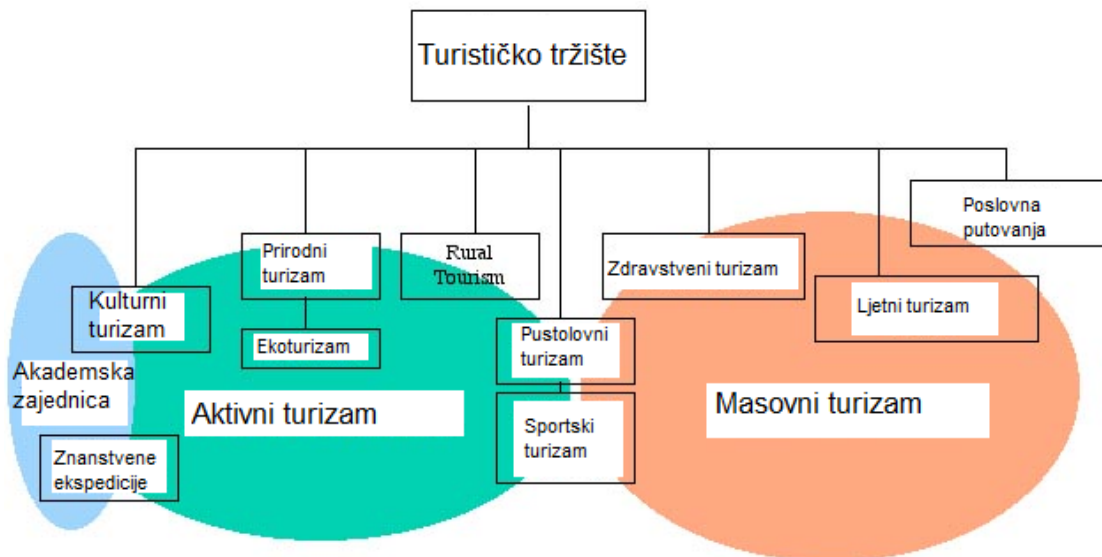 Turističko tržište
Poslovna
putovanja
Prirodni
turizam
Rural
Tourism
Zdravstveni turizam
Kulturni
turizam
Ljetni turizam
Ekoturizam
Pustolovni
turizam
Akademska
zajednica
Aktivni turizam
Masovni turizam
Sportski
turizam
Znanstvene
ekspedicije